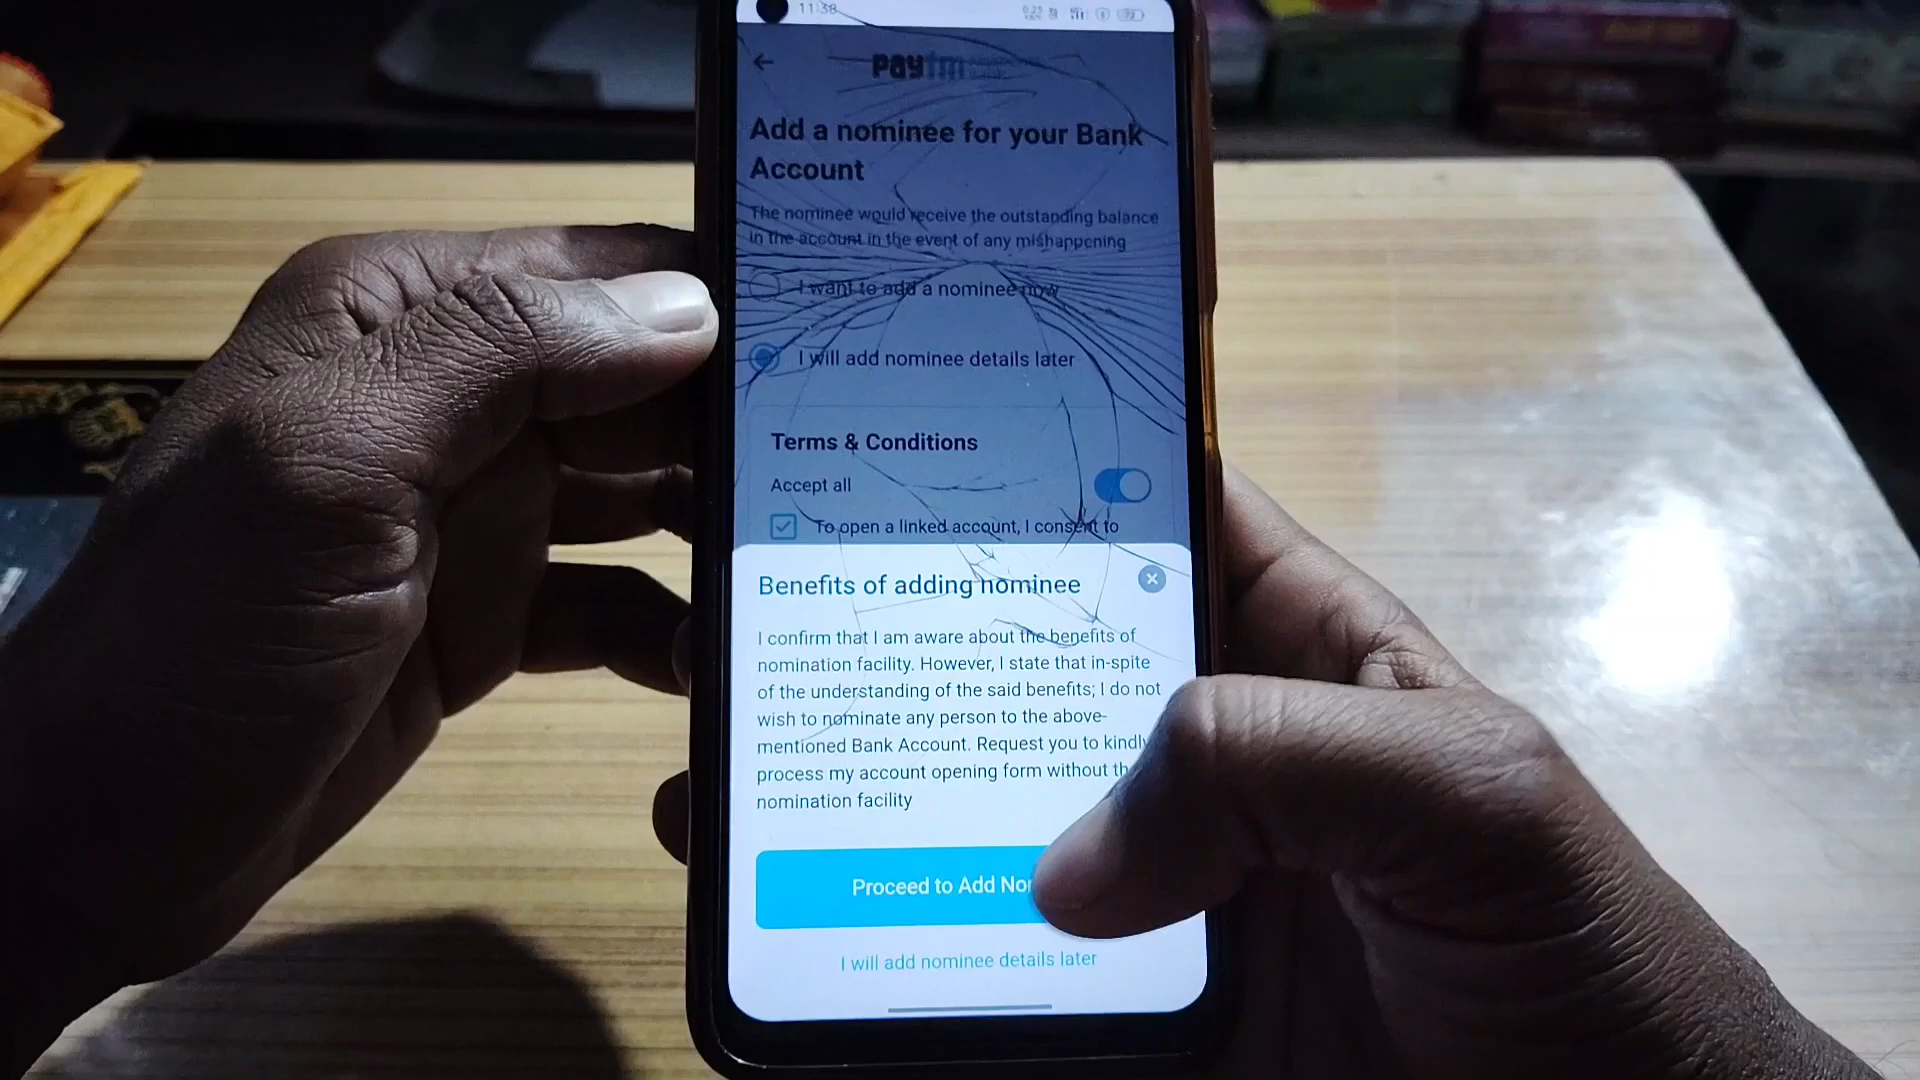 11:38
0.25
72
paytm
Add a nominee for your Bank
Account
The nominee would receive the outstanding balance
in the account in the event of any mishappening
I want to add a nominee now
I will add nominee details later
Terms & Conditions
Accept all
To open a linked account, I consent to
Benefits of adding nominee
I confirm that I am aware about the benefits of
nomination facility. However, I state that in-spite
of the understanding of the said benefits; I do not
wish to nominate any person to the above-
mentioned Bank Account. Request you to kindly
process my account opening form without th
nomination facility
Proceed to Add No
I will add nominee details later